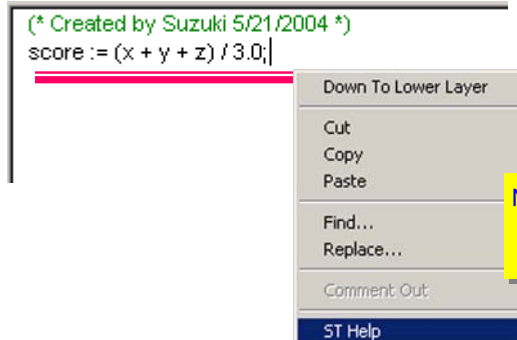 (* Created by Suzuki 5/21/2004 *)
score := (x + y + z) / 3.0;
Down To Lower Layer
Cut
Copy
Paste
Find...
Replace...
Comment Out
ST Help